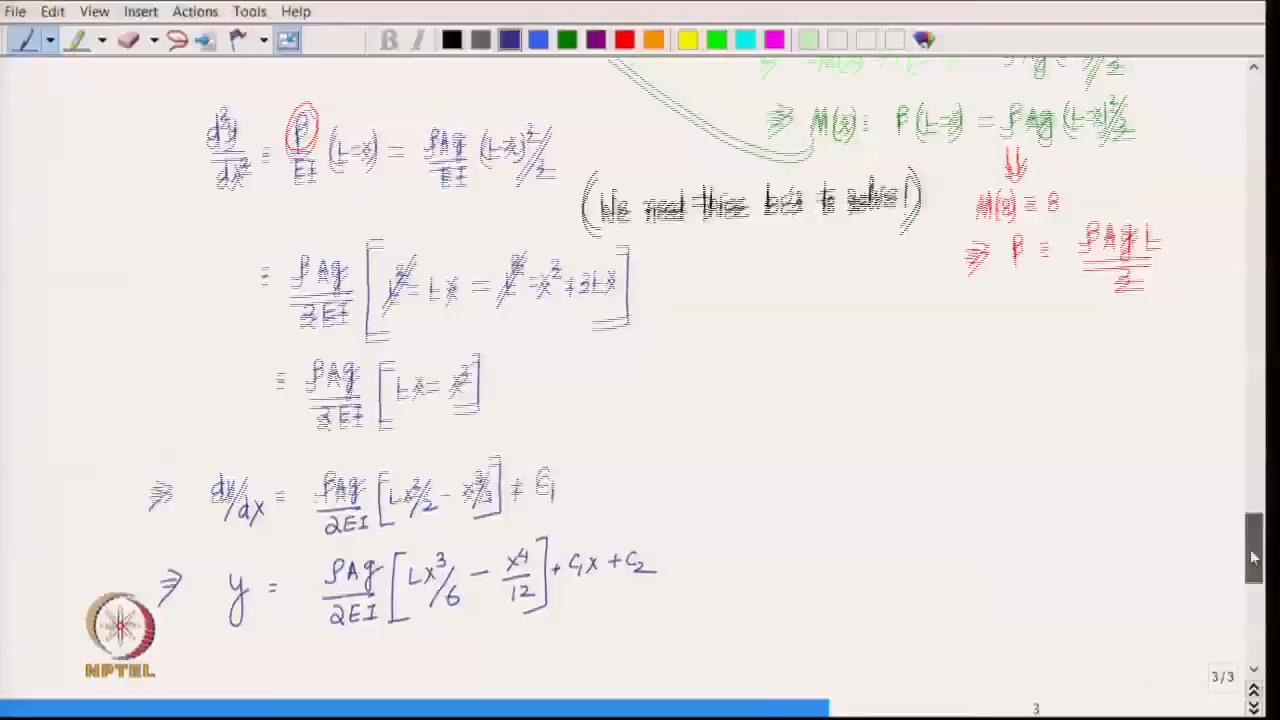 File Edit View Insert Actions Tools Help
B I
⇒ M(x) = P(L-x) - ρAg (L-x)²/2
d²y/dx² = P/EI (L-x) - ρAg/EI (L-x)²/2
(We need three bcs to solve!)
M(0) = 0
⇒ P = ρAgL/2
= ρAg/2EI [L² - Lx - L² - x² + 2Lx]
= ρAg/2EI [Lx - x²]
⇒ dy/dx = ρAg/2EI [Lx²/2 - x³/3] + C₁
⇒ y = ρAg/2EI [Lx³/6 - x⁴/12] + C₁x + C₂
NPTEL
3/3
3